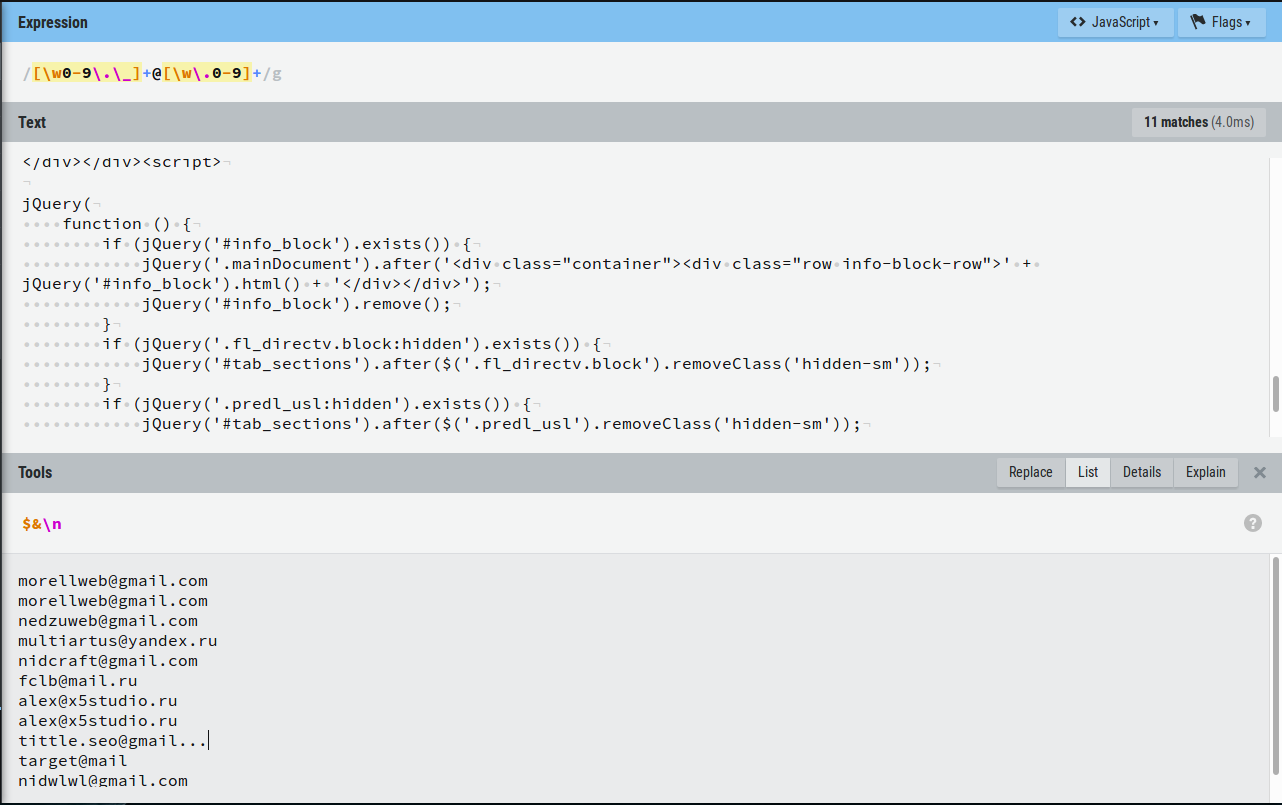 Expression
<> JavaScript ▾
Flags ▾
/[\w0-9\.\_]+@[\w\.0-9]+/g
Text
11 matches (4.0ms)
</div></div><script>¬
¬
jQuery(¬
····function·()·{¬
········if·(jQuery('#info_block').exists())·{¬
············jQuery('.mainDocument').after('<div·class="container"><div·class="row·info-block-row">'·+·
jQuery('#info_block').html()·+·'</div></div>');¬
············jQuery('#info_block').remove();¬
········}¬
········if·(jQuery('.fl_directv.block:hidden').exists())·{¬
············jQuery('#tab_sections').after($('.fl_directv.block').removeClass('hidden-sm'));¬
········}¬
········if·(jQuery('.predl_usl:hidden').exists())·{¬
············jQuery('#tab_sections').after($('.predl_usl').removeClass('hidden-sm'));¬
Tools
Replace
List
Details
Explain
×
$&\n
?
morellweb@gmail.com
morellweb@gmail.com
nedzuweb@gmail.com
multiartus@yandex.ru
nidcraft@gmail.com
fclb@mail.ru
alex@x5studio.ru
alex@x5studio.ru
tittle.seo@gmail...
target@mail
nidwlwl@gmail.com